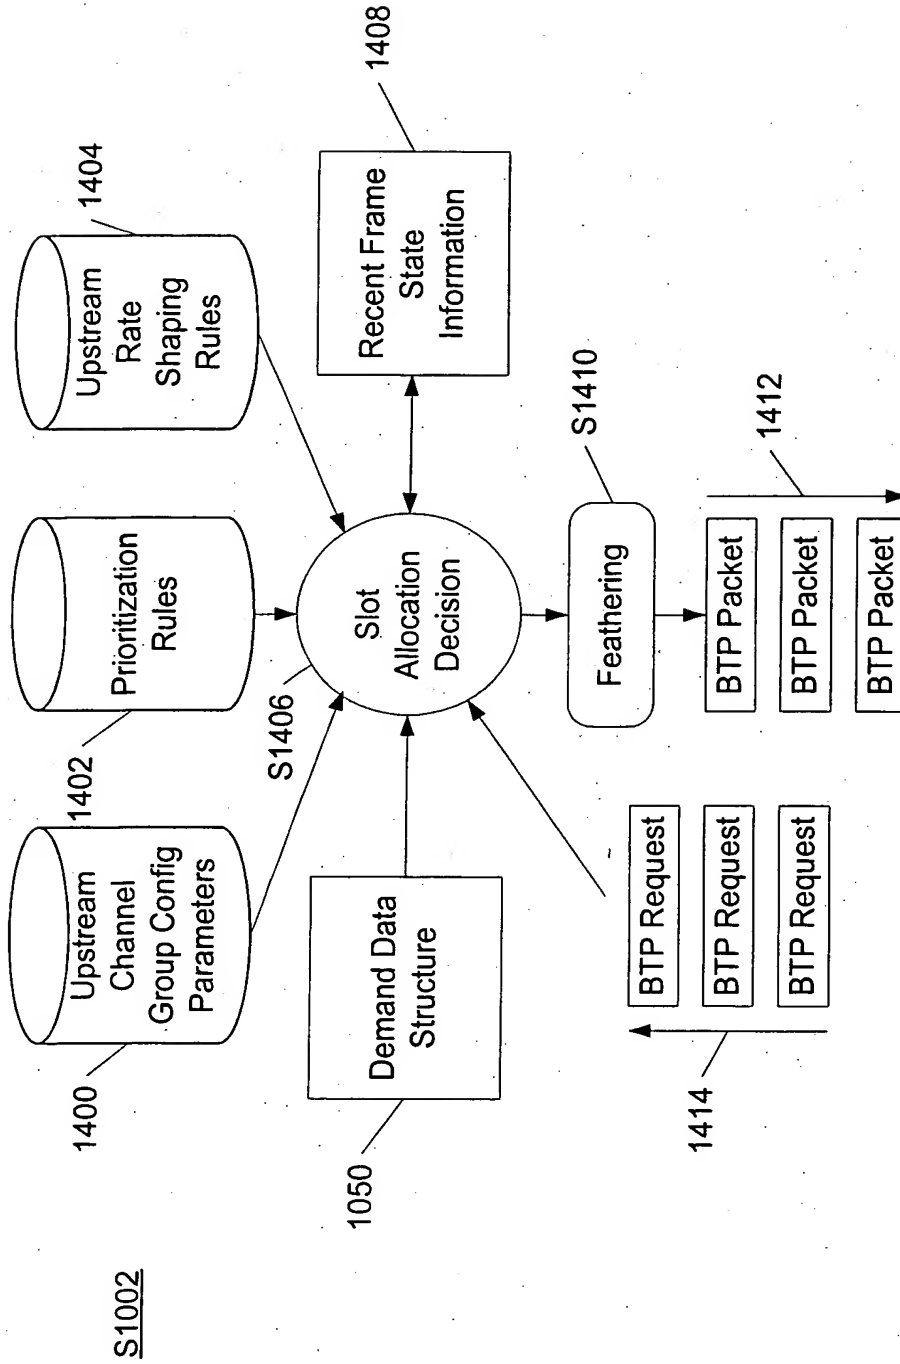 S1002
1400
Upstream
Channel
Group Config
Parameters
1402
Prioritization
Rules
1404
Upstream
Rate
Shaping
Rules
S1406
Slot
Allocation
Decision
1050
Demand Data
Structure
1408
Recent Frame
State
Information
S1410
Feathering
1412
BTP Packet
BTP Packet
BTP Packet
1414
BTP Request
BTP Request
BTP Request